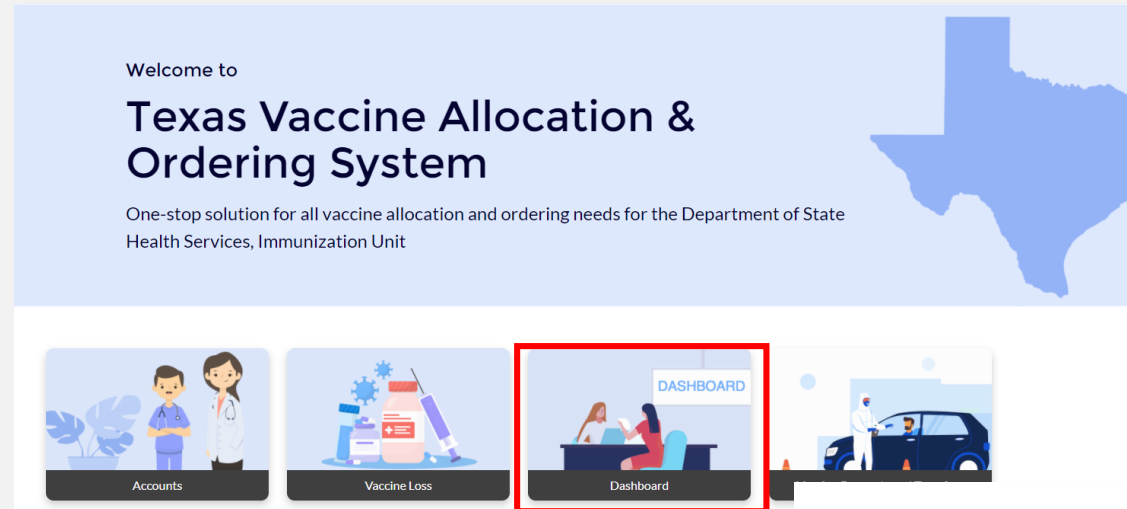 Welcome to
Texas Vaccine Allocation &
Ordering System
One-stop solution for all vaccine allocation and ordering needs for the Department of State
Health Services, Immunization Unit
DASHBOARD
Accounts
Vaccine Loss
Dashboard